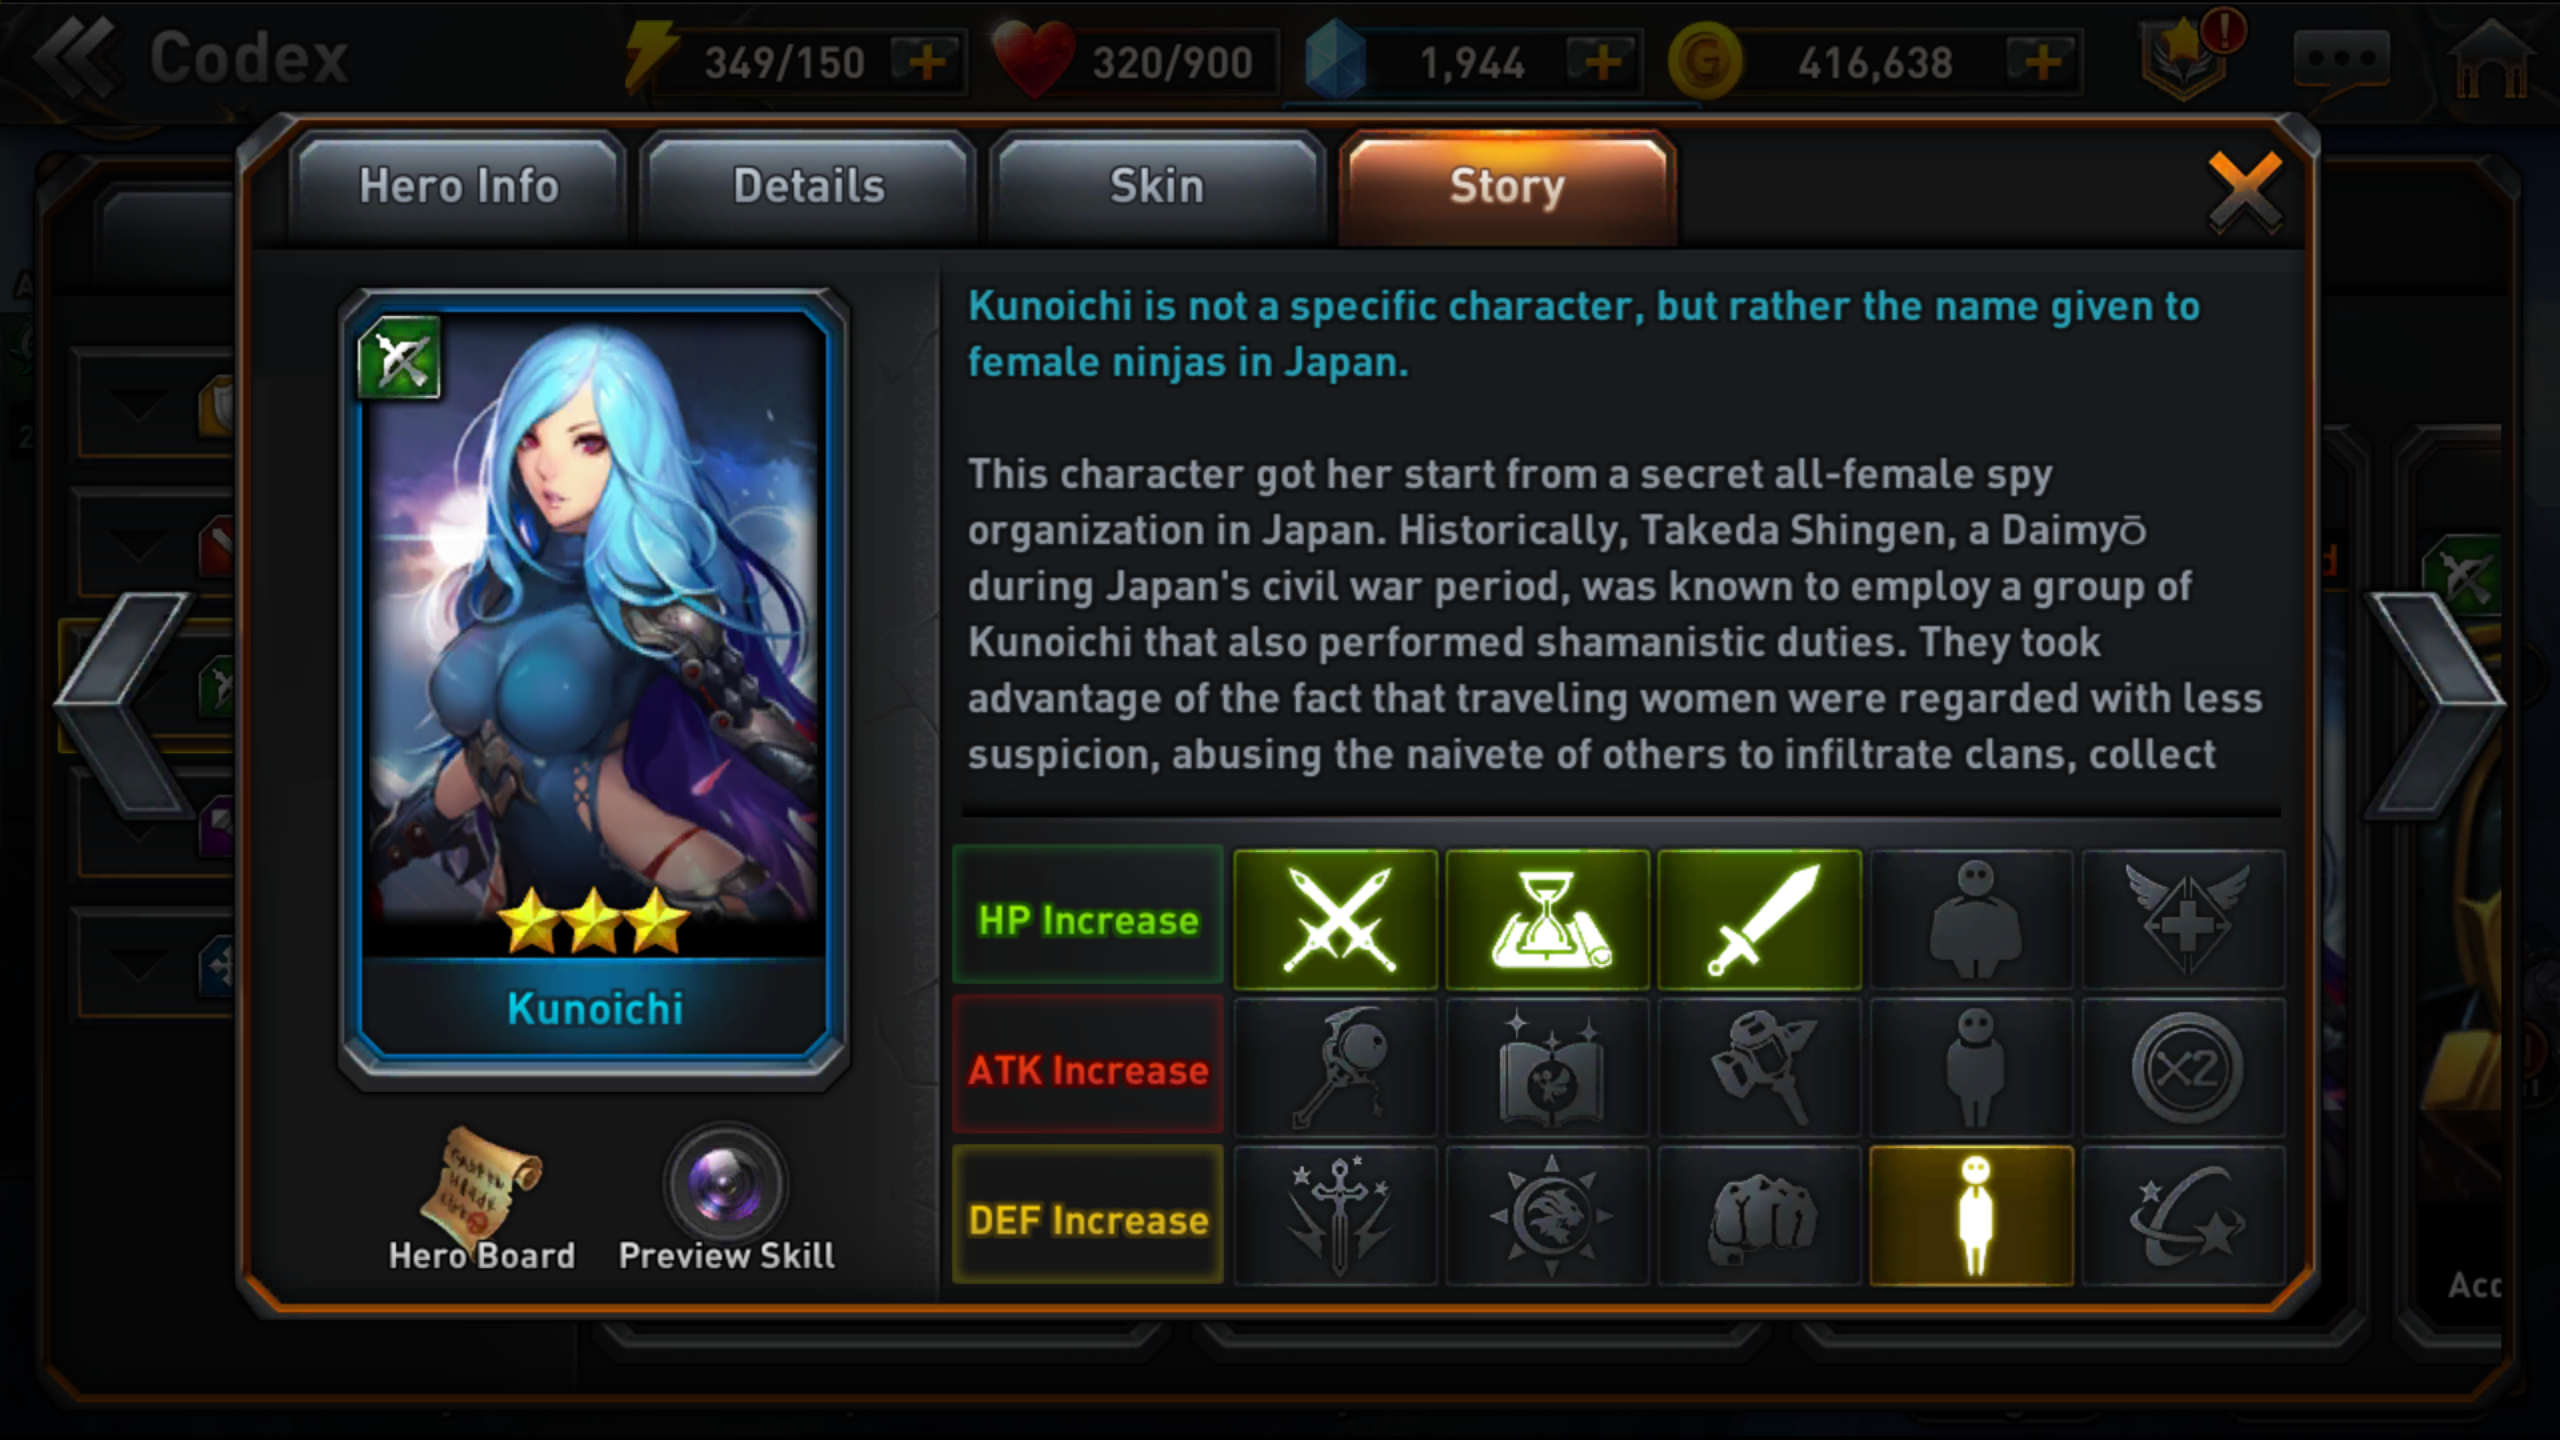 Codex
349/150
320/900
1,944
416,638
Hero Info
Details
Skin
Story
Kunoichi is not a specific character, but rather the name given to
female ninjas in Japan.
This character got her start from a secret all-female spy
organization in Japan. Historically, Takeda Shingen, a Daimyō
during Japan's civil war period, was known to employ a group of
Kunoichi that also performed shamanistic duties. They took
advantage of the fact that traveling women were regarded with less
suspicion, abusing the naivete of others to infiltrate clans, collect
Kunoichi
Hero Board
Preview Skill
HP Increase
ATK Increase
X2
DEF Increase
Acc